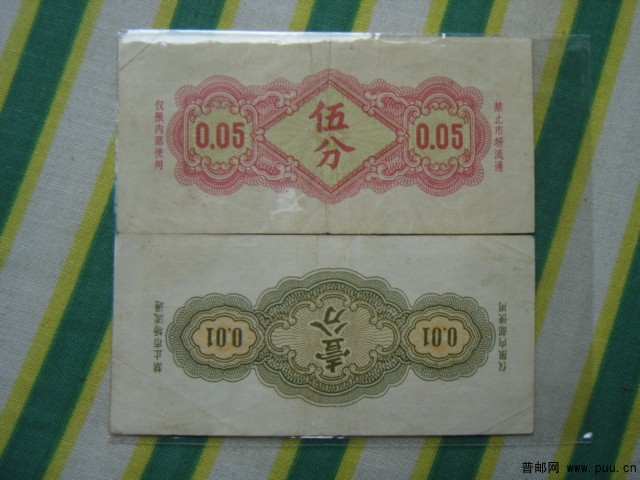 仅限内部使用
0.05
伍分
0.05
禁止市场流通
仅限内部使用
0.01
壹分
0.01
禁止市场流通
普邮网 www.puu.cn